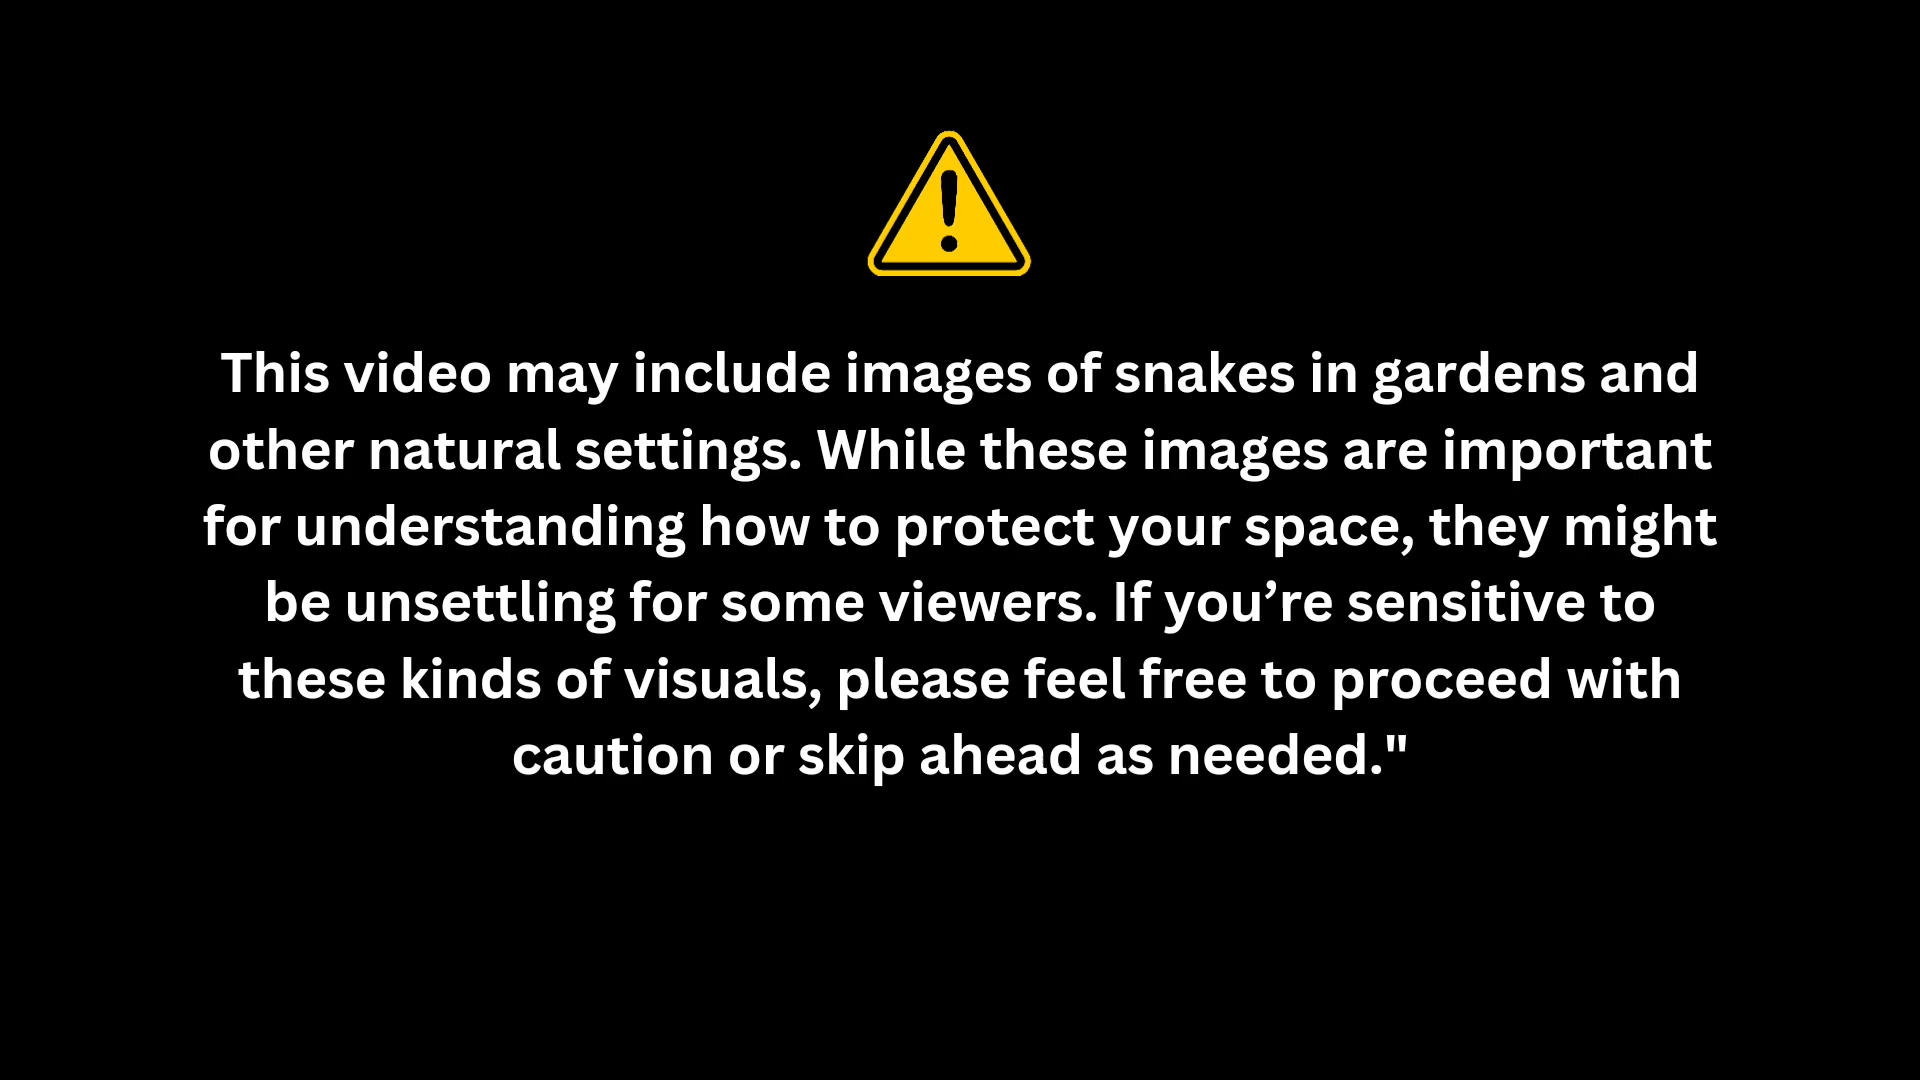 This video may include images of snakes in gardens and
other natural settings. While these images are important
for understanding how to protect your space, they might
be unsettling for some viewers. If you’re sensitive to
these kinds of visuals, please feel free to proceed with
caution or skip ahead as needed."